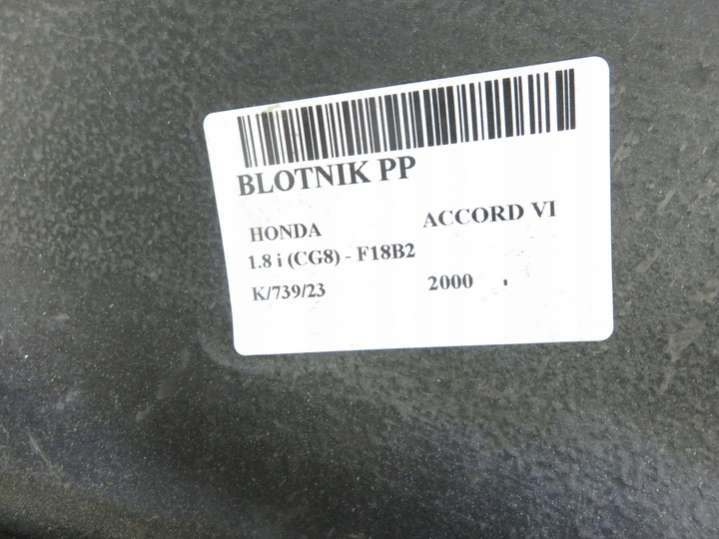 BLOTNIK PP
HONDA ACCORD VI
1.8 i (CG8) - F18B2
K/739/23 2000